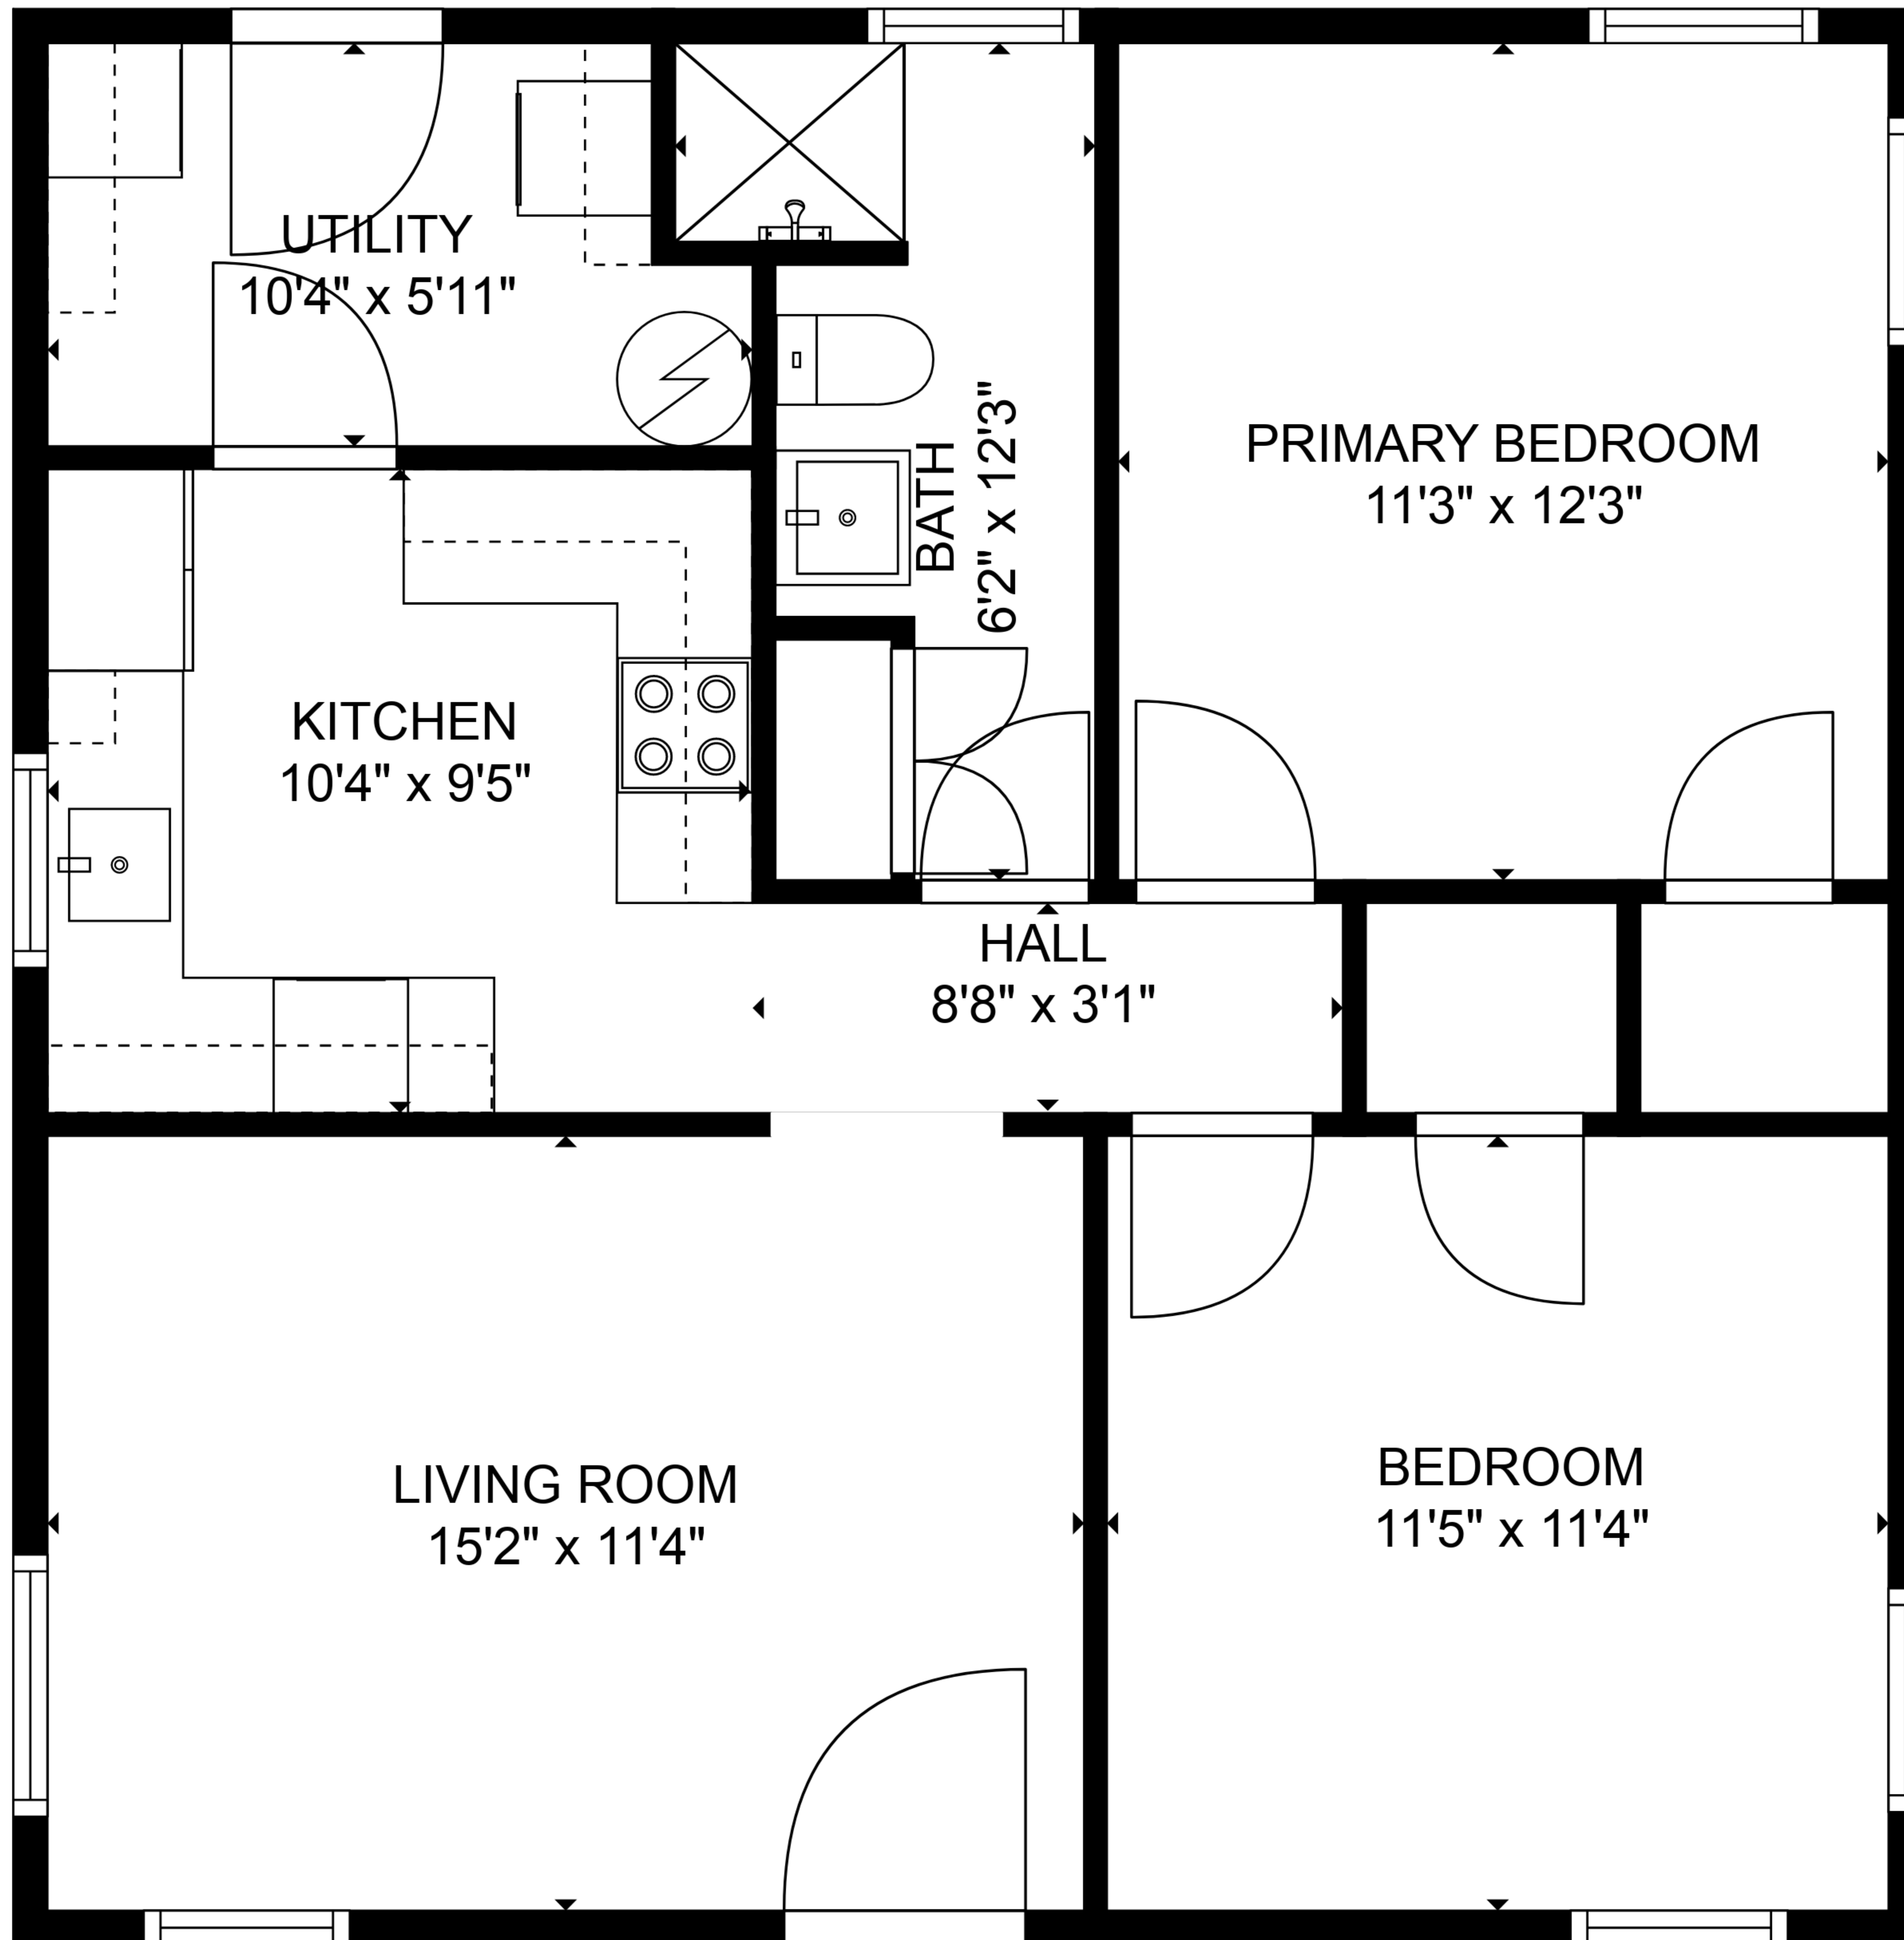 UTILITY
10'4" x 5'11"
BATH
6'2" x 12'3"
PRIMARY BEDROOM
11'3" x 12'3"
KITCHEN
10'4" x 9'5"
HALL
8'8" x 3'1"
LIVING ROOM
15'2" x 11'4"
BEDROOM
11'5" x 11'4"